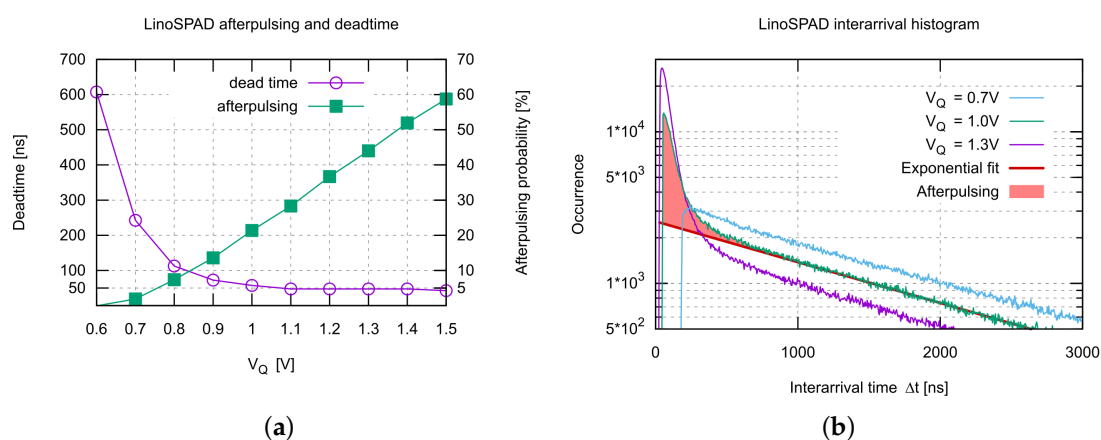 LinoSPAD afterpulsing and deadtime
700
600
500
400
300
200
100
50
Deadtime [ns]
70
60
50
40
30
20
10
5
Afterpulsing probability [%]
dead time
afterpulsing
0.6 0.7 0.8 0.9 1 1.1 1.2 1.3 1.4 1.5
V_Q [V]
(a)
LinoSPAD interarrival histogram
1*10^4
5*10^3
1*10^3
5*10^2
Occurrence
V_Q = 0.7V
V_Q = 1.0V
V_Q = 1.3V
Exponential fit
Afterpulsing
0 1000 2000 3000
Interarrival time Δt [ns]
(b)